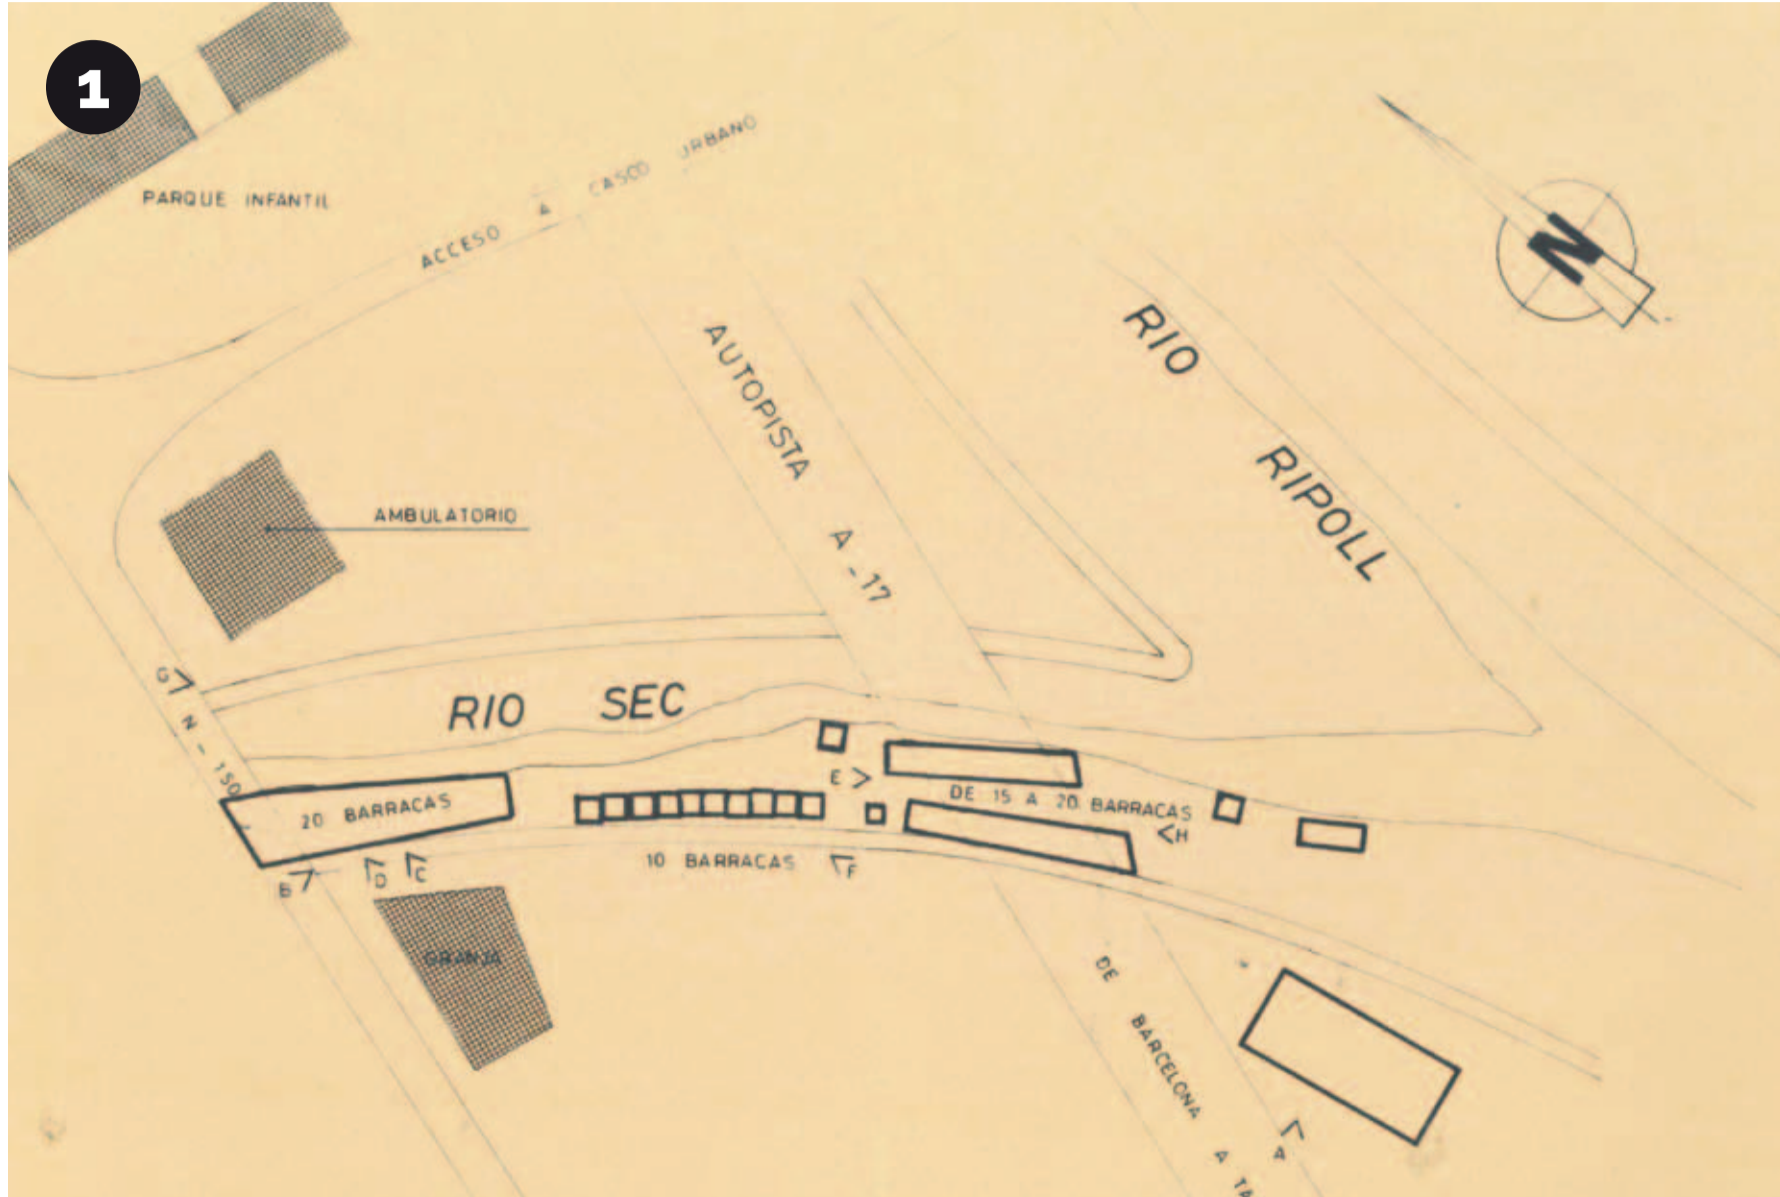 1
PARQUE INFANTIL
ACCESO A CASCO URBANO
N
RIO
RIPOLL
AUTOPISTA A-17
AMBULATORIO
G
N-150
RIO SEC
E
20 BARRACAS
DE 15 A 20 BARRACAS
H
10 BARRACAS
F
B
D
C
GRANJA
DE BARCELONA A TA
A